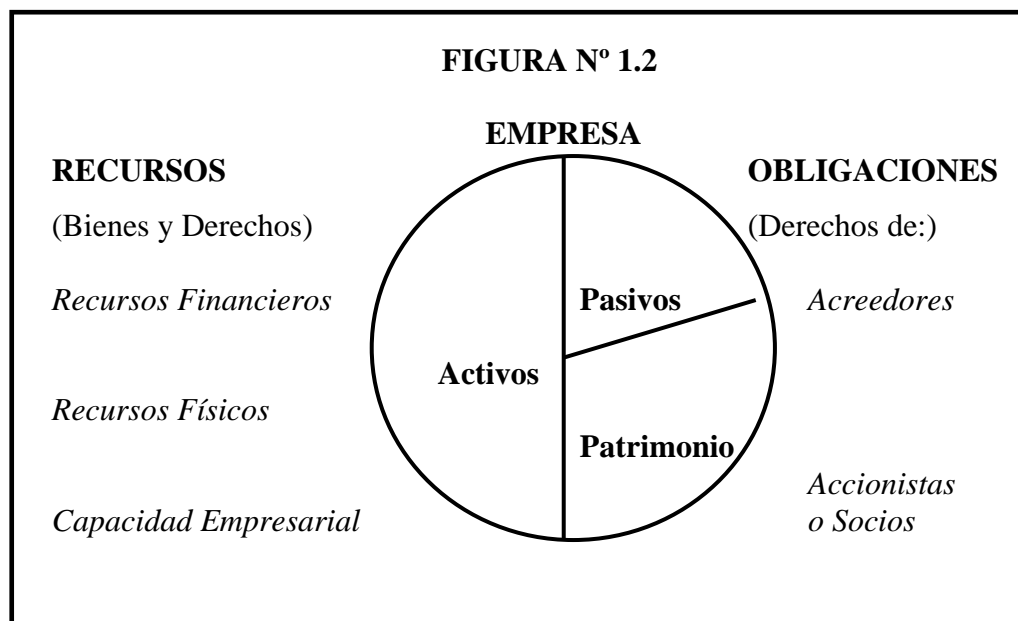 FIGURA Nº 1.2
EMPRESA
RECURSOS
(Bienes y Derechos)
Recursos Financieros
Recursos Físicos
Capacidad Empresarial
Activos
Pasivos
Patrimonio
OBLIGACIONES
(Derechos de:)
Acreedores
Accionistas
o Socios